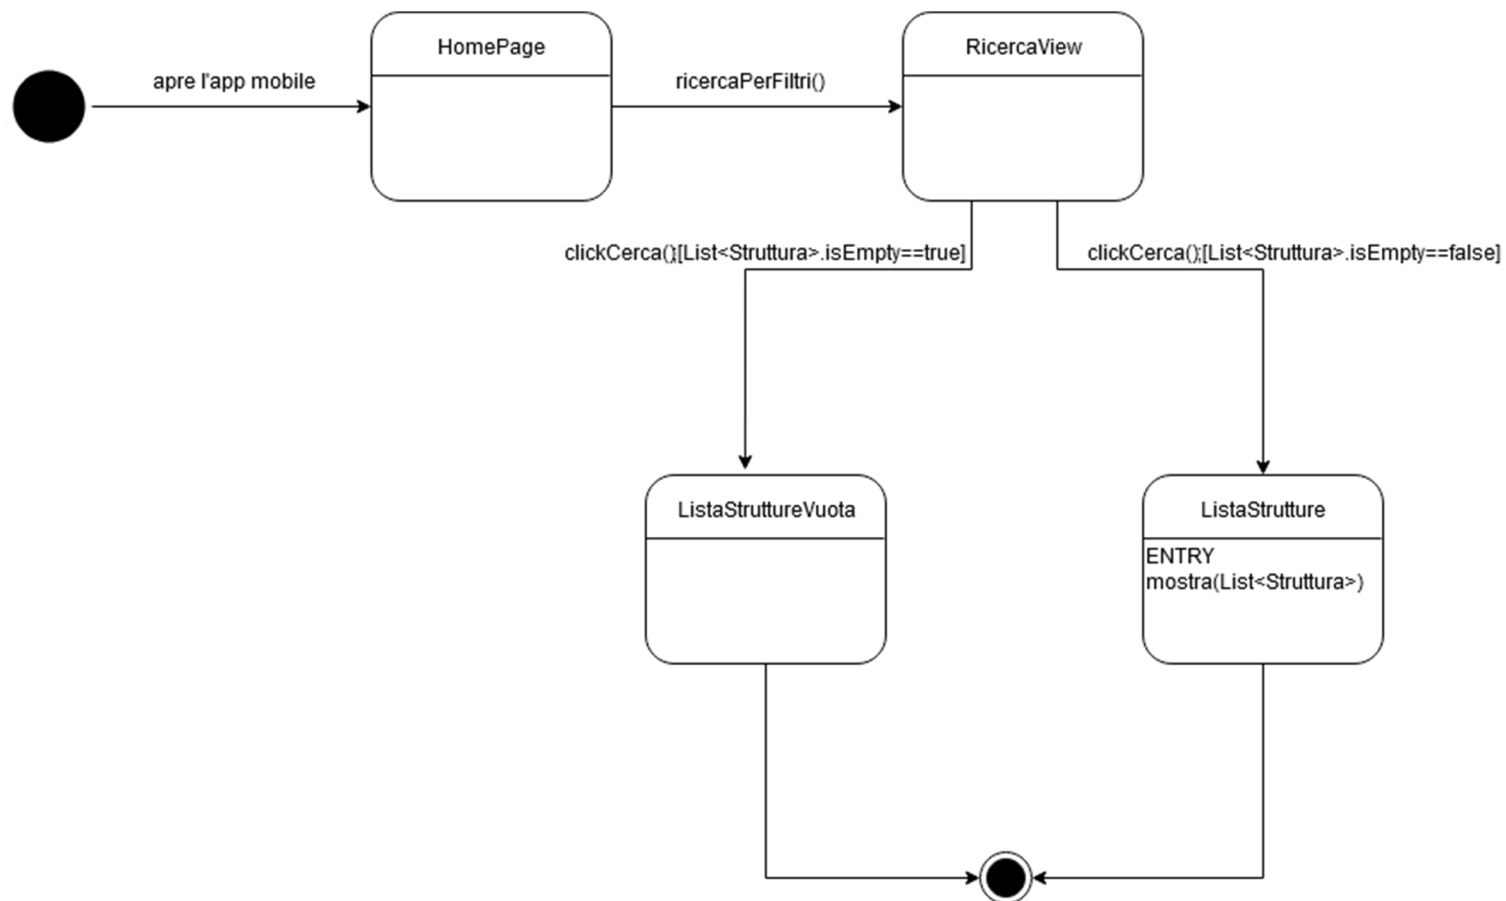 HomePage
RicercaView
apre l'app mobile
ricercaPerFiltri()
clickCerca();[List<Struttura>.isEmpty==true]
clickCerca();[List<Struttura>.isEmpty==false]
ListaStruttureVuota
ListaStrutture
ENTRY
mostra(List<Struttura>)